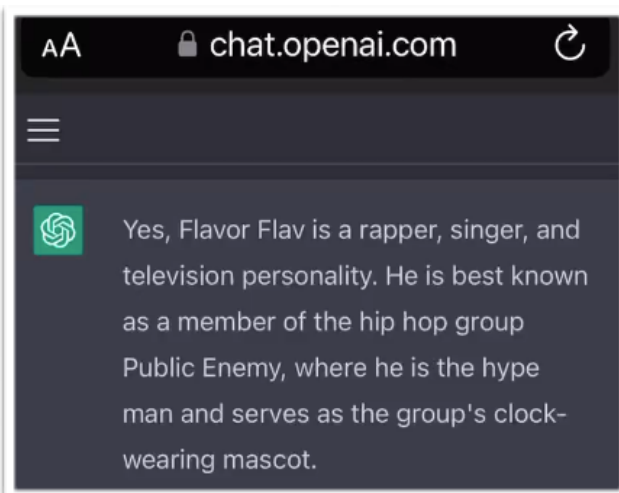 AA chat.openai.com
Yes, Flavor Flav is a rapper, singer, and
television personality. He is best known
as a member of the hip hop group
Public Enemy, where he is the hype
man and serves as the group's clock-
wearing mascot.